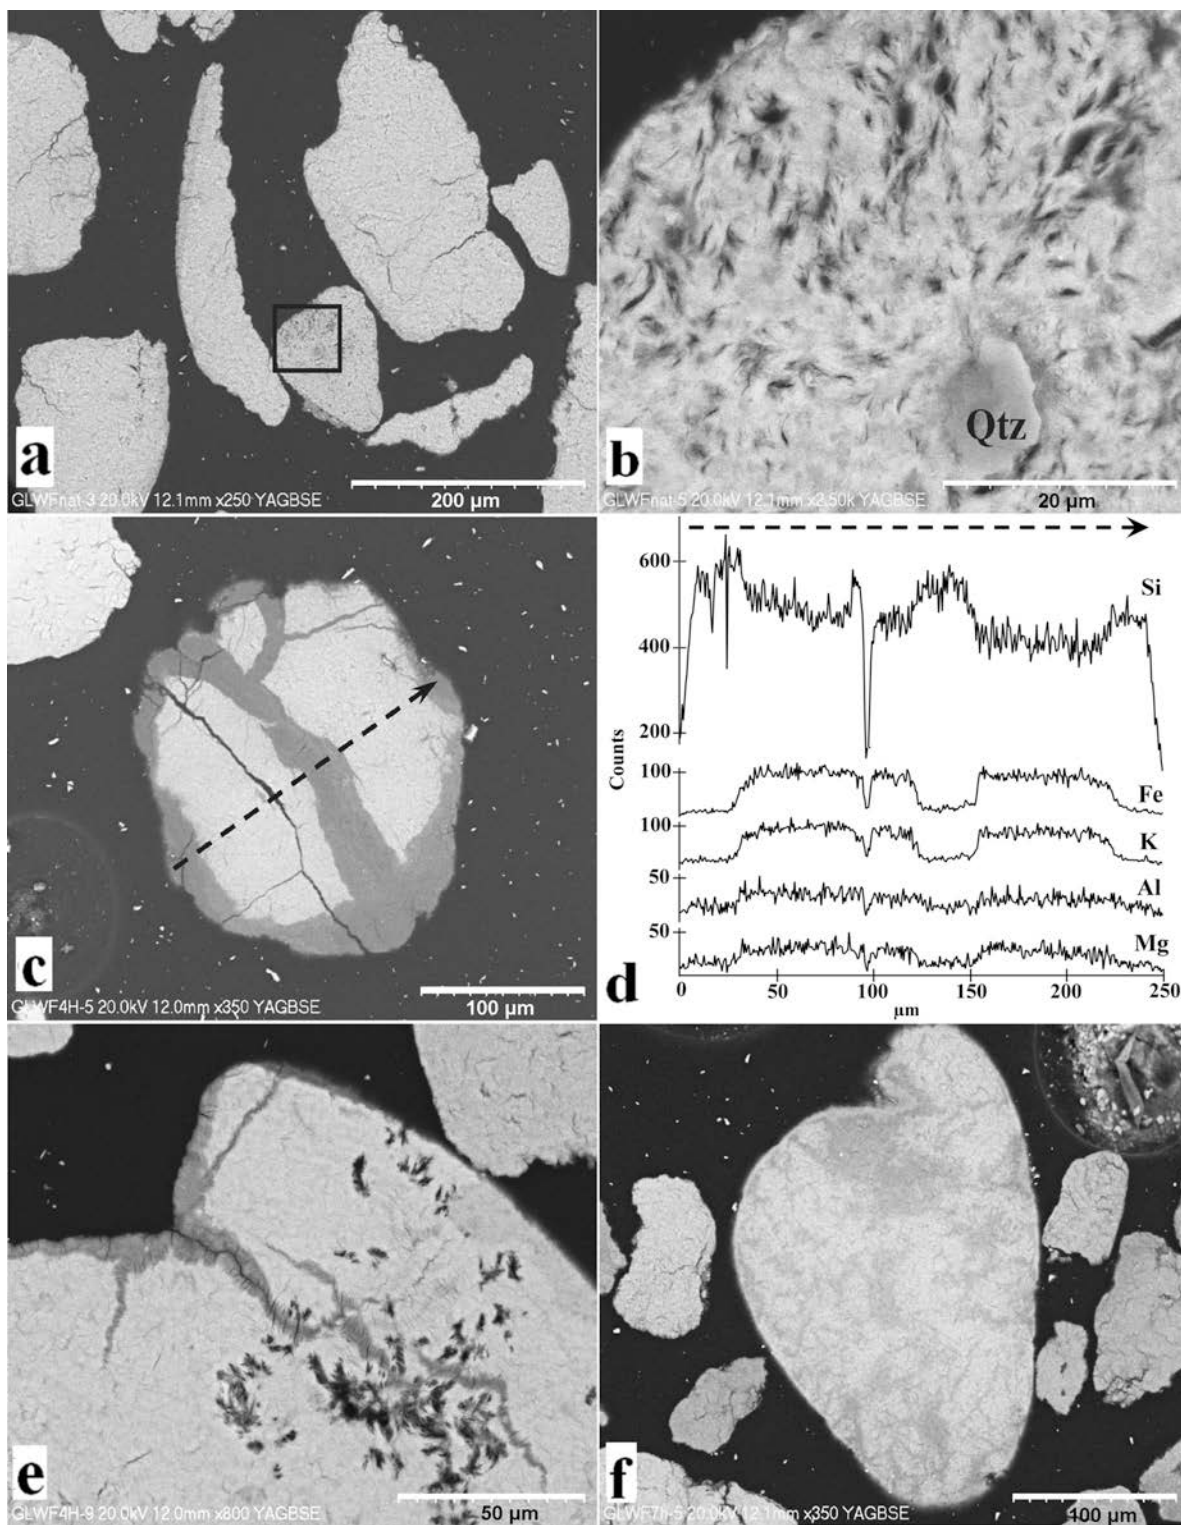 a
GLWFnat-3 20.0kV 12.1mm x250 YAGBSE
200 µm
Qtz
b
GLWFnat-5 20.0kV 12.1mm x2.50k YAGBSE
20 µm
c
GLWF4H-5 20.0kV 12.0mm x350 YAGBSE
100 µm
600
Si
400
200
Counts
100
Fe
100
K
50
Al
50
Mg
d
0 50 100 150 200 250
µm
e
GLWF4H-9 20.0kV 12.0mm x800 YAGBSE
50 µm
f
GLWF7h-5 20.0kV 12.1mm x350 YAGBSE
100 µm